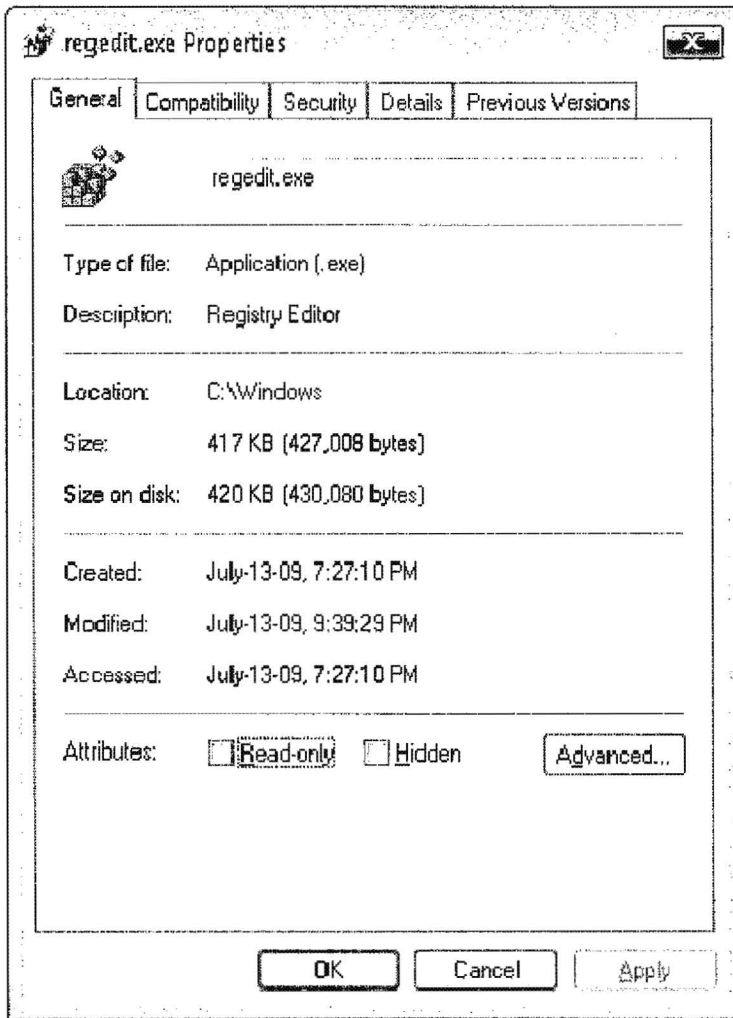 regedit.exe Properties
General Compatibility Security Details Previous Versions
regedit.exe
Type of file: Application (.exe)
Description: Registry Editor
Location: C:\Windows
Size: 417 KB (427,008 bytes)
Size on disk: 420 KB (430,080 bytes)
Created: July-13-09, 7:27:10 PM
Modified: July-13-09, 9:39:29 PM
Accessed: July-13-09, 7:27:10 PM
Attributes: Read-only Hidden Advanced...
OK Cancel Apply